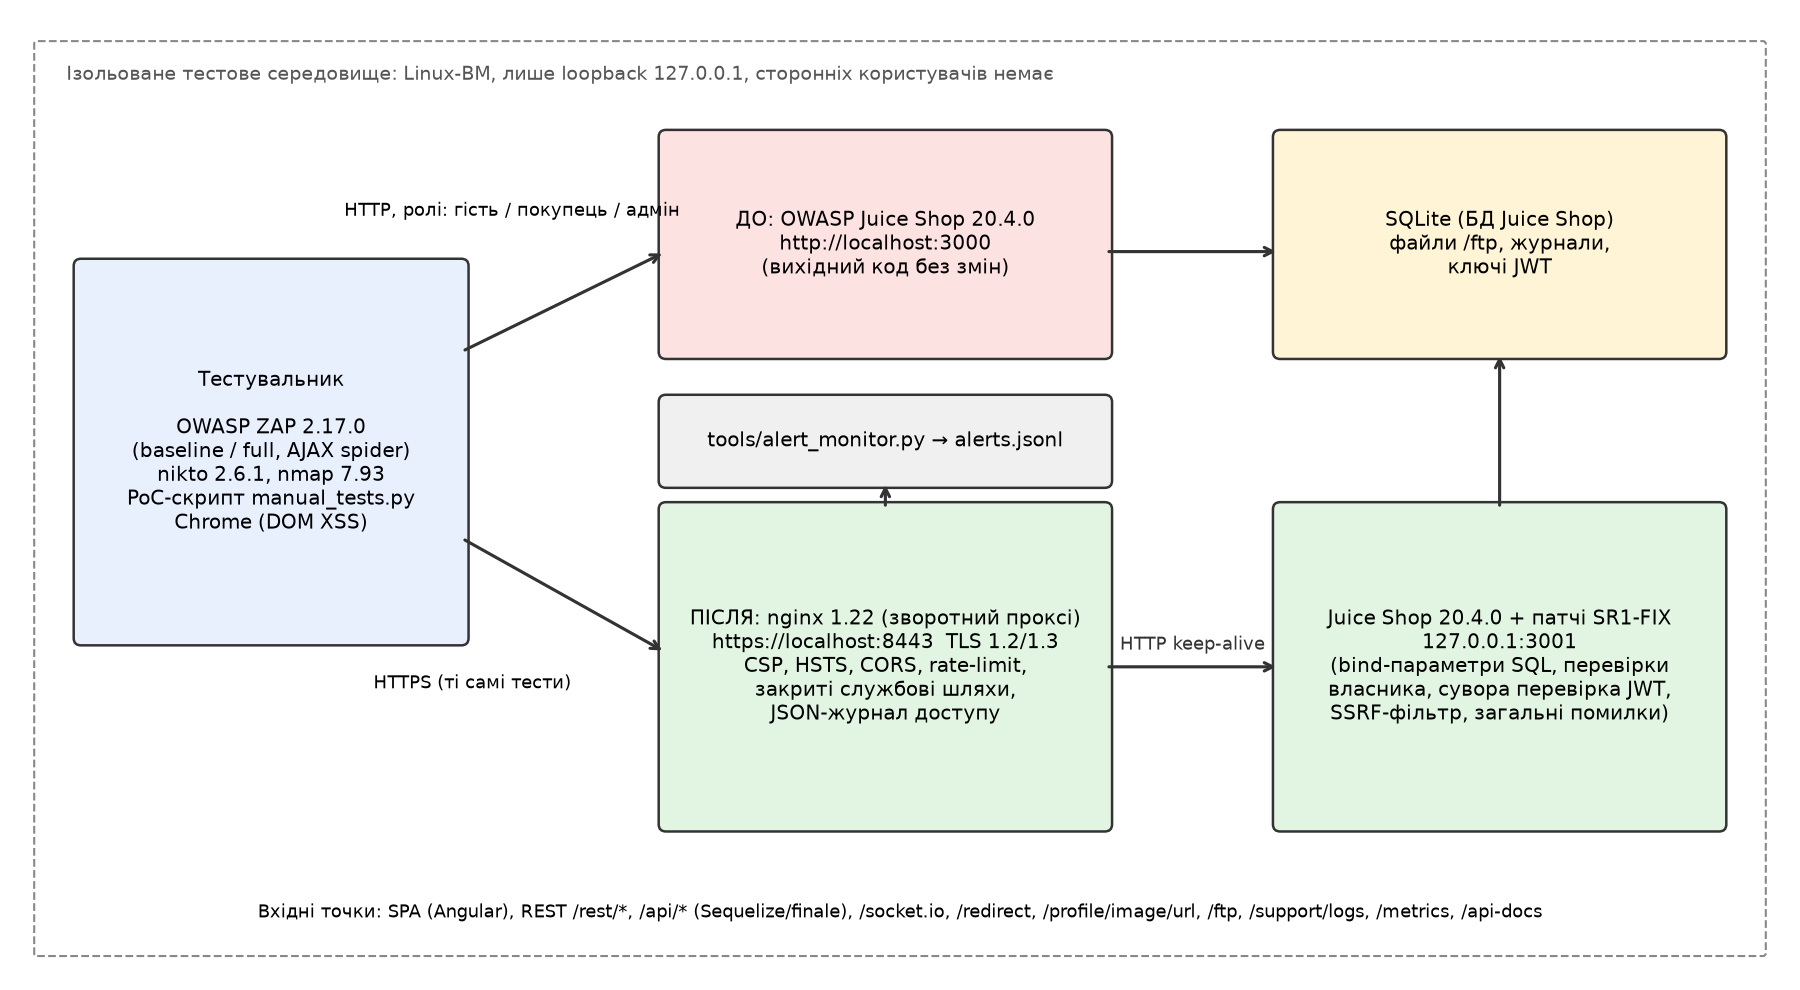 Ізольоване тестове середовище: Linux-ВМ, лише loopback 127.0.0.1, сторонніх користувачів немає
HTTP, ролі: гість / покупець / адмін
ДО: OWASP Juice Shop 20.4.0
http://localhost:3000
(вихідний код без змін)
SQLite (БД Juice Shop)
файли /ftp, журнали,
ключі JWT
Тестувальник
OWASP ZAP 2.17.0
(baseline / full, AJAX spider)
nikto 2.6.1, nmap 7.93
PoC-скрипт manual_tests.py
Chrome (DOM XSS)
tools/alert_monitor.py → alerts.jsonl
HTTPS (ті самі тести)
ПІСЛЯ: nginx 1.22 (зворотний проксі)
https://localhost:8443 TLS 1.2/1.3
CSP, HSTS, CORS, rate-limit,
закриті службові шляхи,
JSON-журнал доступу
HTTP keep-alive
Juice Shop 20.4.0 + патчі SR1-FIX
127.0.0.1:3001
(bind-параметри SQL, перевірки
власника, сувора перевірка JWT,
SSRF-фільтр, загальні помилки)
Вхідні точки: SPA (Angular), REST /rest/*, /api/* (Sequelize/finale), /socket.io, /redirect, /profile/image/url, /ftp, /support/logs, /metrics, /api-docs